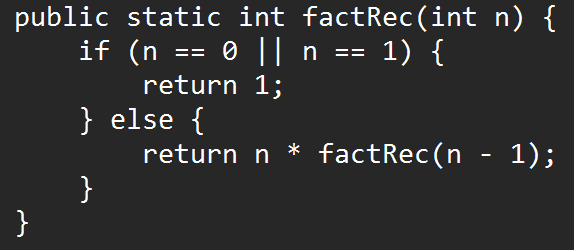 public static int factRec(int n) {
    if (n == 0 || n == 1) {
        return 1;
    } else {
        return n * factRec(n - 1);
    }
}